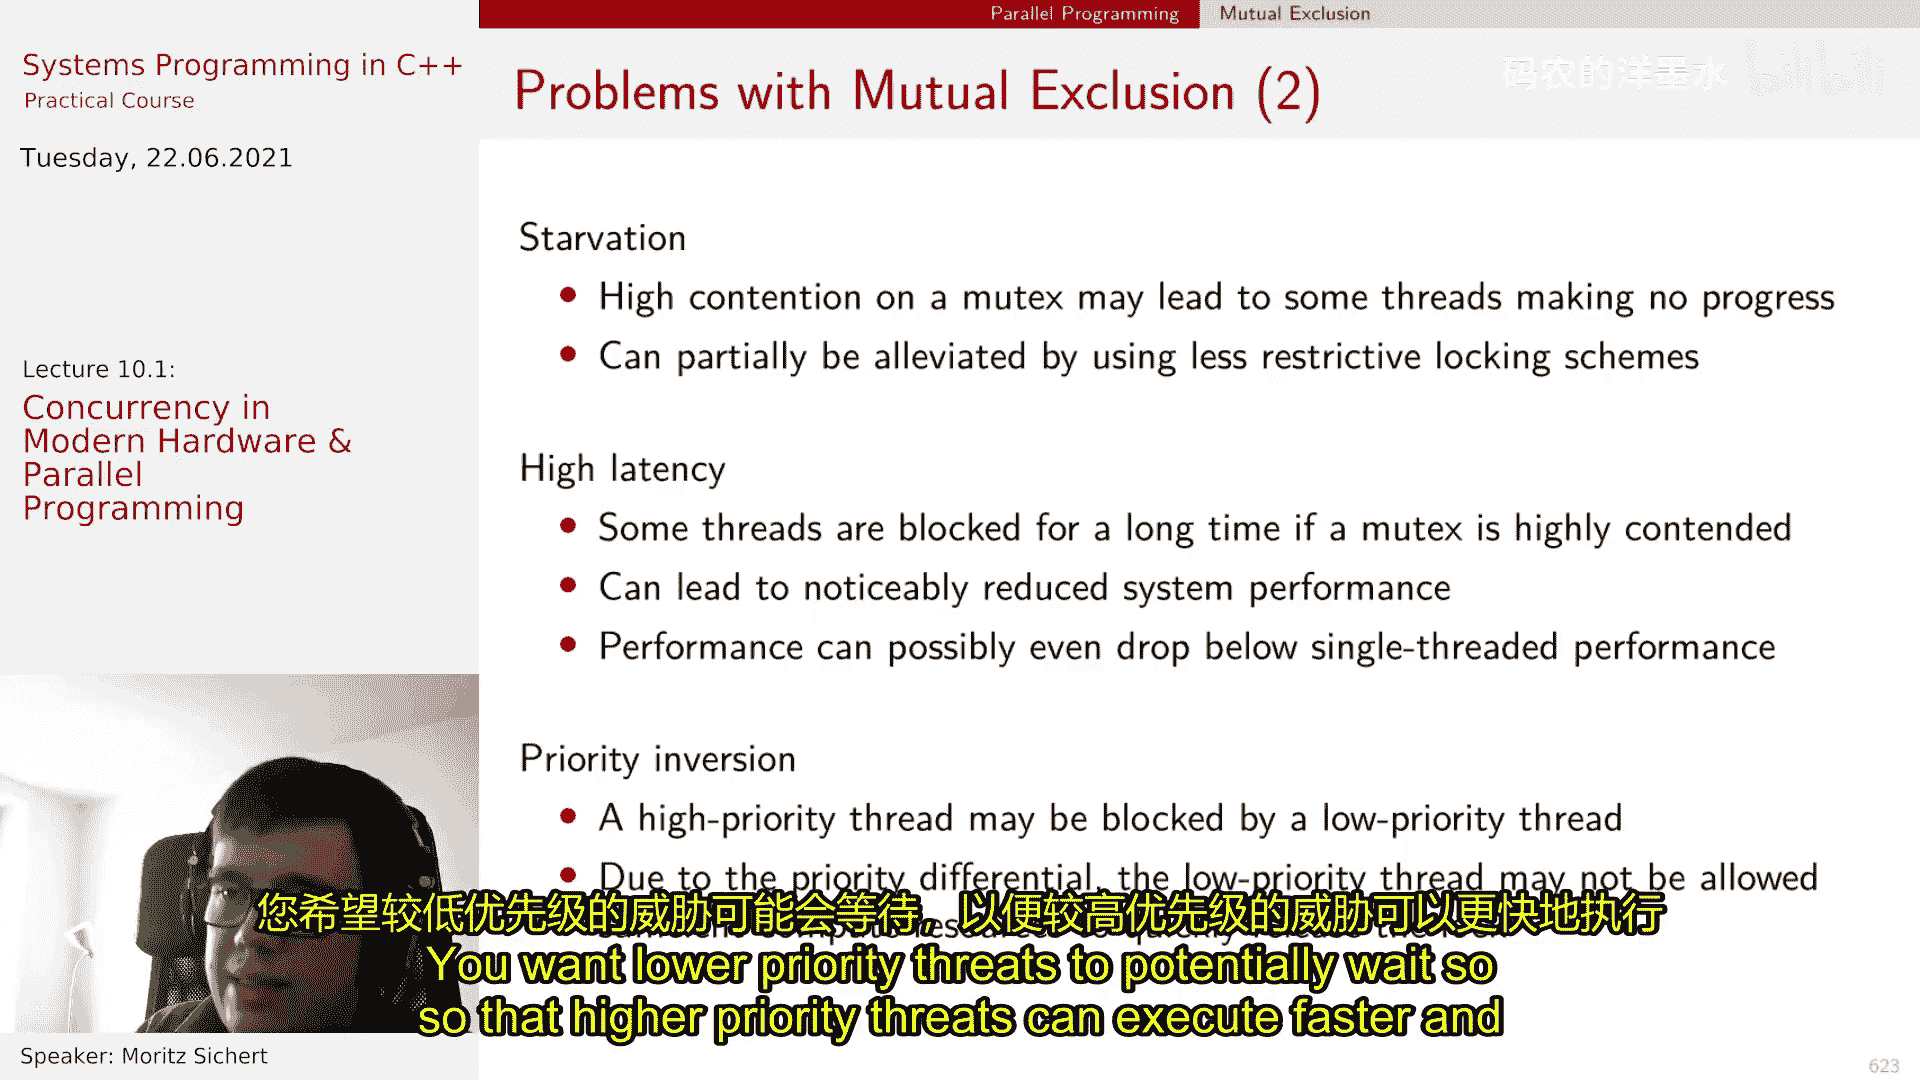 Parallel Programming Mutual Exclusion
Systems Programming in C++
Practical Course
Tuesday, 22.06.2021
Lecture 10.1:
Concurrency in
Modern Hardware &
Parallel
Programming
Speaker: Moritz Sichert
Problems with Mutual Exclusion (2)
码农的洋墨水
Starvation
High contention on a mutex may lead to some threads making no progress
Can partially be alleviated by using less restrictive locking schemes
High latency
Some threads are blocked for a long time if a mutex is highly contended
Can lead to noticeably reduced system performance
Performance can possibly even drop below single-threaded performance
Priority inversion
A high-priority thread may be blocked by a low-priority thread
Due to the priority differential, the low-priority thread may not be allowed
您希望较低优先级的威胁可能会等待，以便较高优先级的威胁可以更快地执行
You want lower priority threats to potentially wait so
so that higher priority threats can execute faster and
623